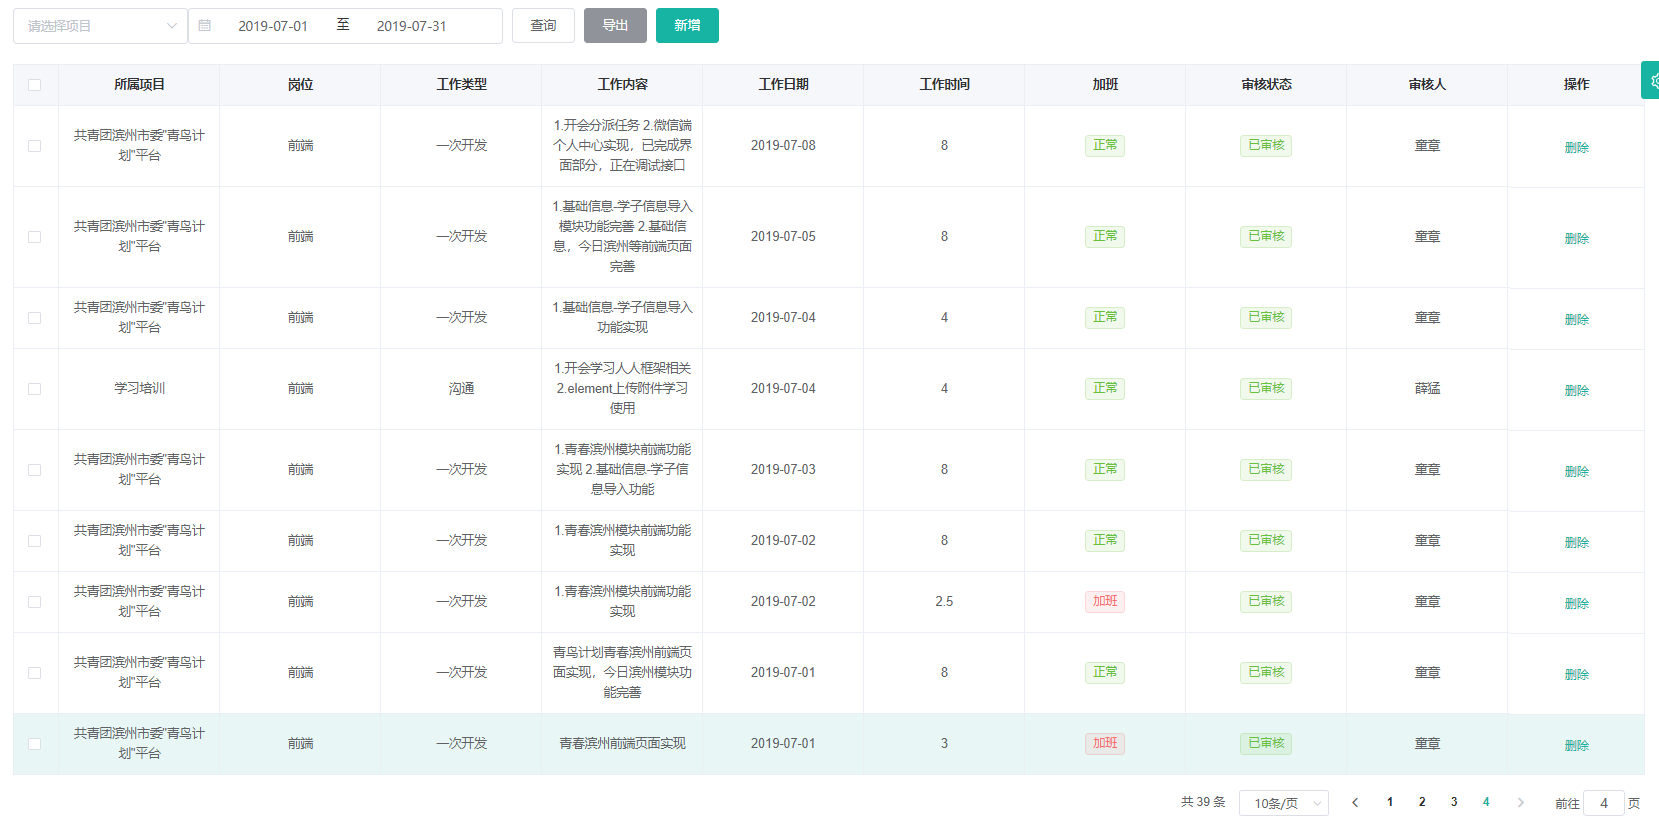 请选择项目 2019-07-01 至 2019-07-31 查询 导出 新增
所属项目 岗位 工作类型 工作内容 工作日期 工作时间 加班 审核状态 审核人 操作
共青团滨州市委"青鸟计
划"平台
前端 一次开发
1.开会分派任务 2.微信端
个人中心实现，已完成界
面部分，正在调试接口
2019-07-08 8 正常 已审核 童章 删除
共青团滨州市委"青鸟计
划"平台
前端 一次开发
1.基础信息-学子信息导入
模块功能完善 2.基础信
息，今日滨州等前端页面
完善
2019-07-05 8 正常 已审核 童章 删除
共青团滨州市委"青鸟计
划"平台
前端 一次开发
1.基础信息-学子信息导入
功能实现
2019-07-04 4 正常 已审核 童章 删除
学习培训 前端 沟通
1.开会学习人人框架相关
2.element上传附件学习
使用
2019-07-04 4 正常 已审核 薛猛 删除
共青团滨州市委"青鸟计
划"平台
前端 一次开发
1.青春滨州模块前端功能
实现 2.基础信息-学子信
息导入功能
2019-07-03 8 正常 已审核 童章 删除
共青团滨州市委"青鸟计
划"平台
前端 一次开发
1.青春滨州模块前端功能
实现
2019-07-02 8 正常 已审核 童章 删除
共青团滨州市委"青鸟计
划"平台
前端 一次开发
1.青春滨州模块前端功能
实现
2019-07-02 2.5 加班 已审核 童章 删除
共青团滨州市委"青鸟计
划"平台
前端 一次开发
青鸟计划青春滨州前端页
面实现，今日滨州模块功
能完善
2019-07-01 8 正常 已审核 童章 删除
共青团滨州市委"青鸟计
划"平台
前端 一次开发
青春滨州前端页面实现
2019-07-01 3 加班 已审核 童章 删除
共 39 条 10条/页 1 2 3 4 前往 4 页